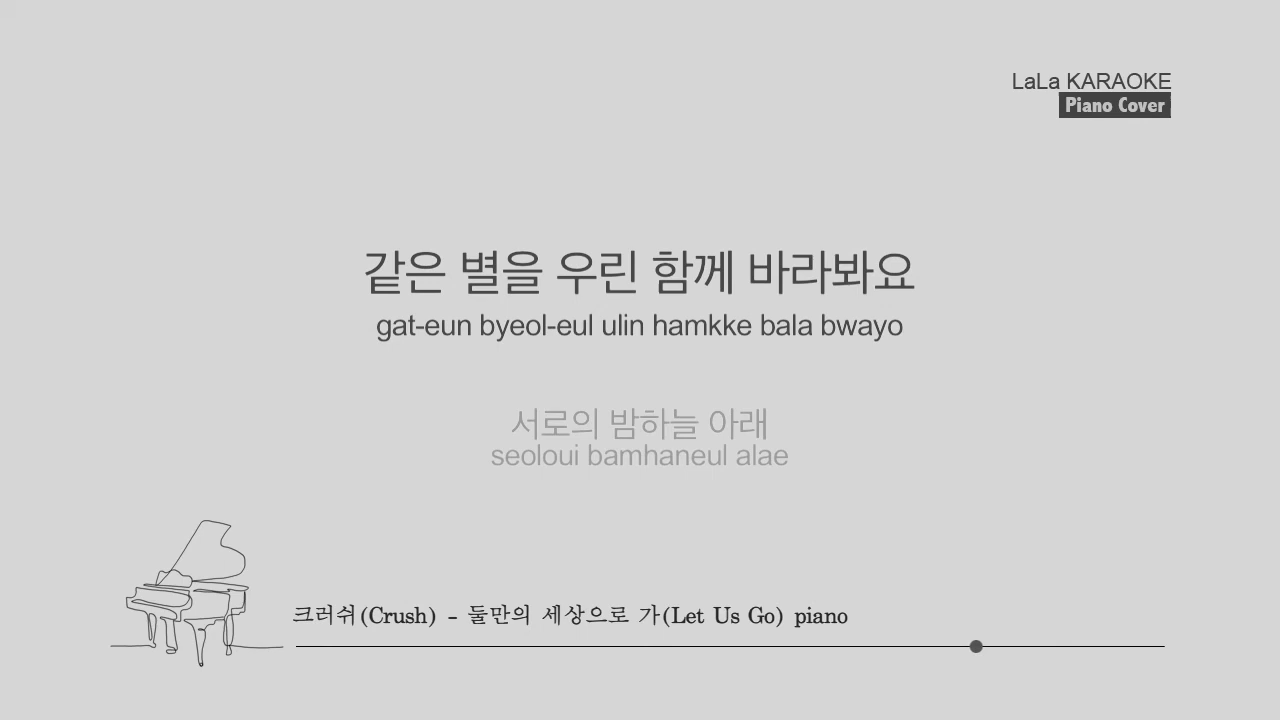 LaLa KARAOKE
Piano Cover
같은 별을 우린 함께 바라봐요
gat-eun byeol-eul ulin hamkke bala bwayo
서로의 밤하늘 아래
seoloui bamhaneul alae
크러쉬(Crush) - 둘만의 세상으로 가(Let Us Go) piano